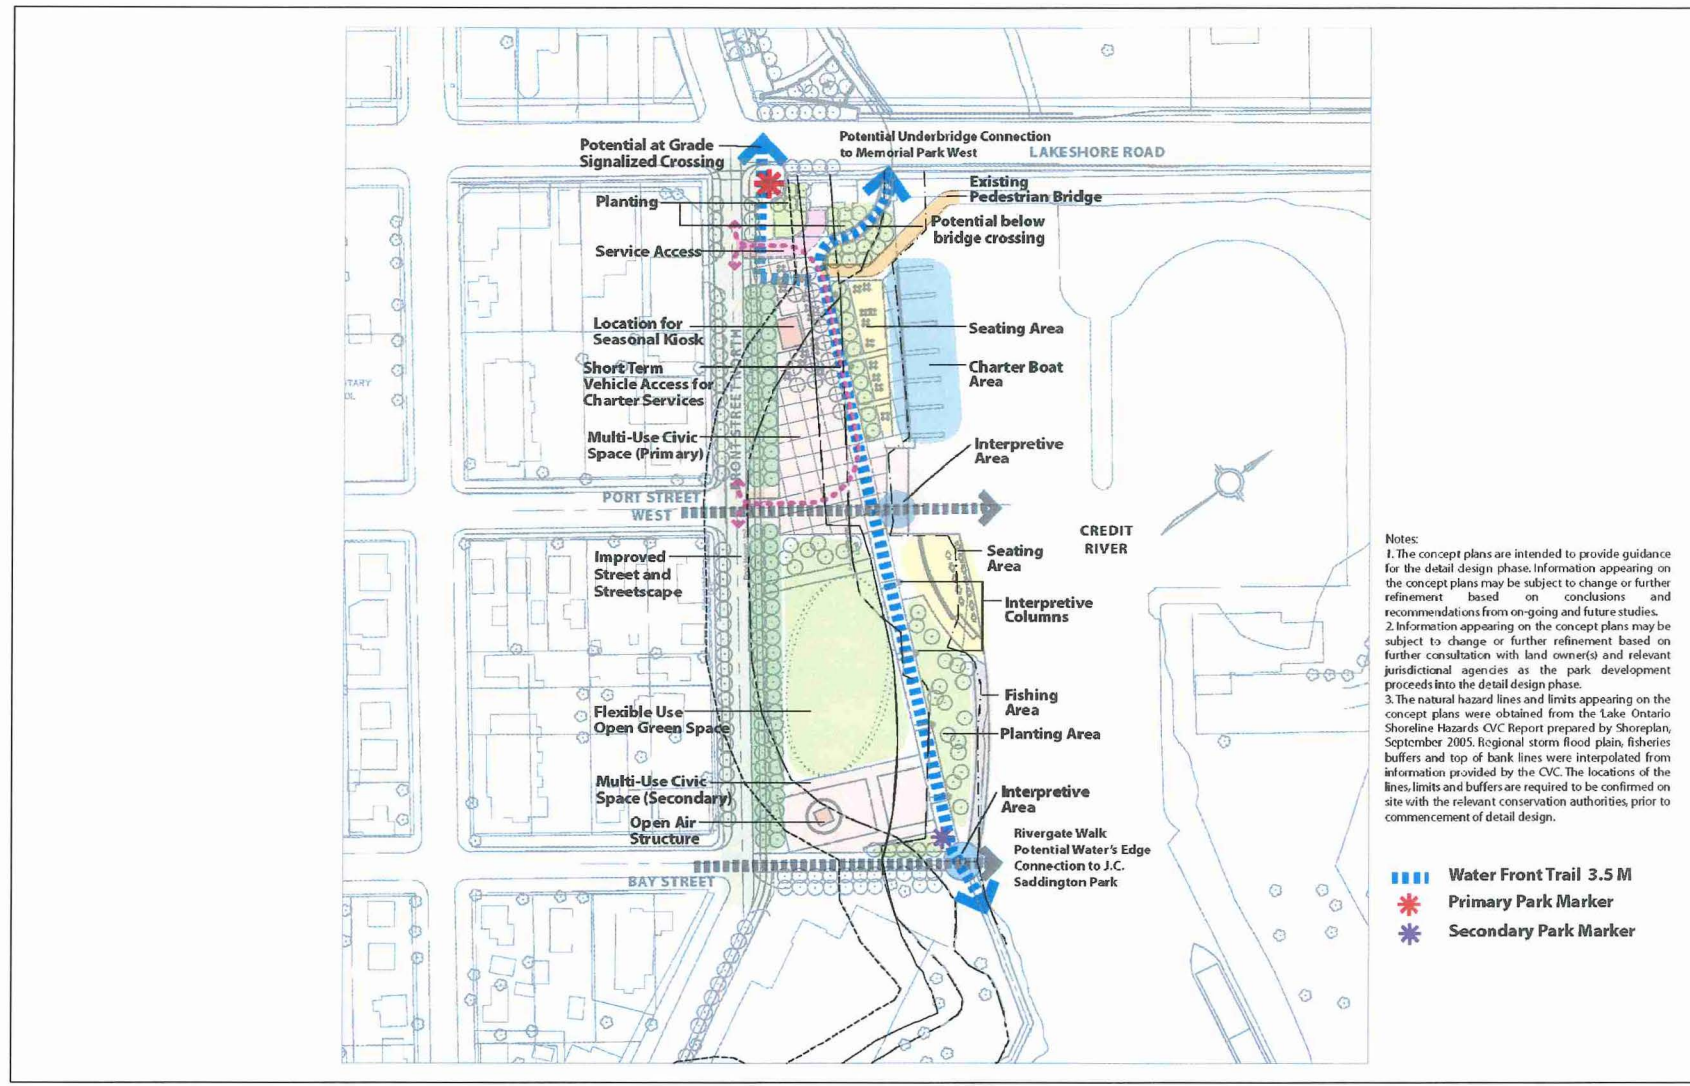 Potential at Grade
Signalized Crossing
Potential Underbridge Connection
to Memorial Park West
LAKESHORE ROAD
Planting
Existing
Pedestrian Bridge
Service Access
Potential below
bridge crossing
Location for
Seasonal Kiosk
Seating Area
Short Term
Vehicle Access for
Charter Services
Charter Boat
Area
FRONT STREET NORTH
Multi-Use Civic
Space (Primary)
Interpretive
Area
PORT STREET
WEST
CREDIT
RIVER
Improved
Street and
Streetscape
Seating
Area
Interpretive
Columns
Flexible Use
Open Green Space
Fishing
Area
Planting Area
Multi-Use Civic
Space (Secondary)
Interpretive
Area
Open Air
Structure
Rivergate Walk
Potential Water's Edge
Connection to J.C.
Saddington Park
BAY STREET
Notes:
1. The concept plans are intended to provide guidance
for the detail design phase. Information appearing on
the concept plans may be subject to change or further
refinement based on conclusions and
recommendations from on-going and future studies.
2. Information appearing on the concept plans may be
subject to change or further refinement based on
further consultation with land owner(s) and relevant
jurisdictional agencies as the park development
proceeds into the detail design phase.
3. The natural hazard lines and limits appearing on the
concept plans were obtained from the Lake Ontario
Shoreline Hazards CVC Report prepared by Shoreplan,
September 2005. Regional storm flood plain, fisheries
buffers and top of bank lines were interpolated from
information provided by the CVC. The locations of the
lines, limits and buffers are required to be confirmed on
site with the relevant conservation authorities, prior to
commencement of detail design.
Water Front Trail 3.5 M
Primary Park Marker
Secondary Park Marker